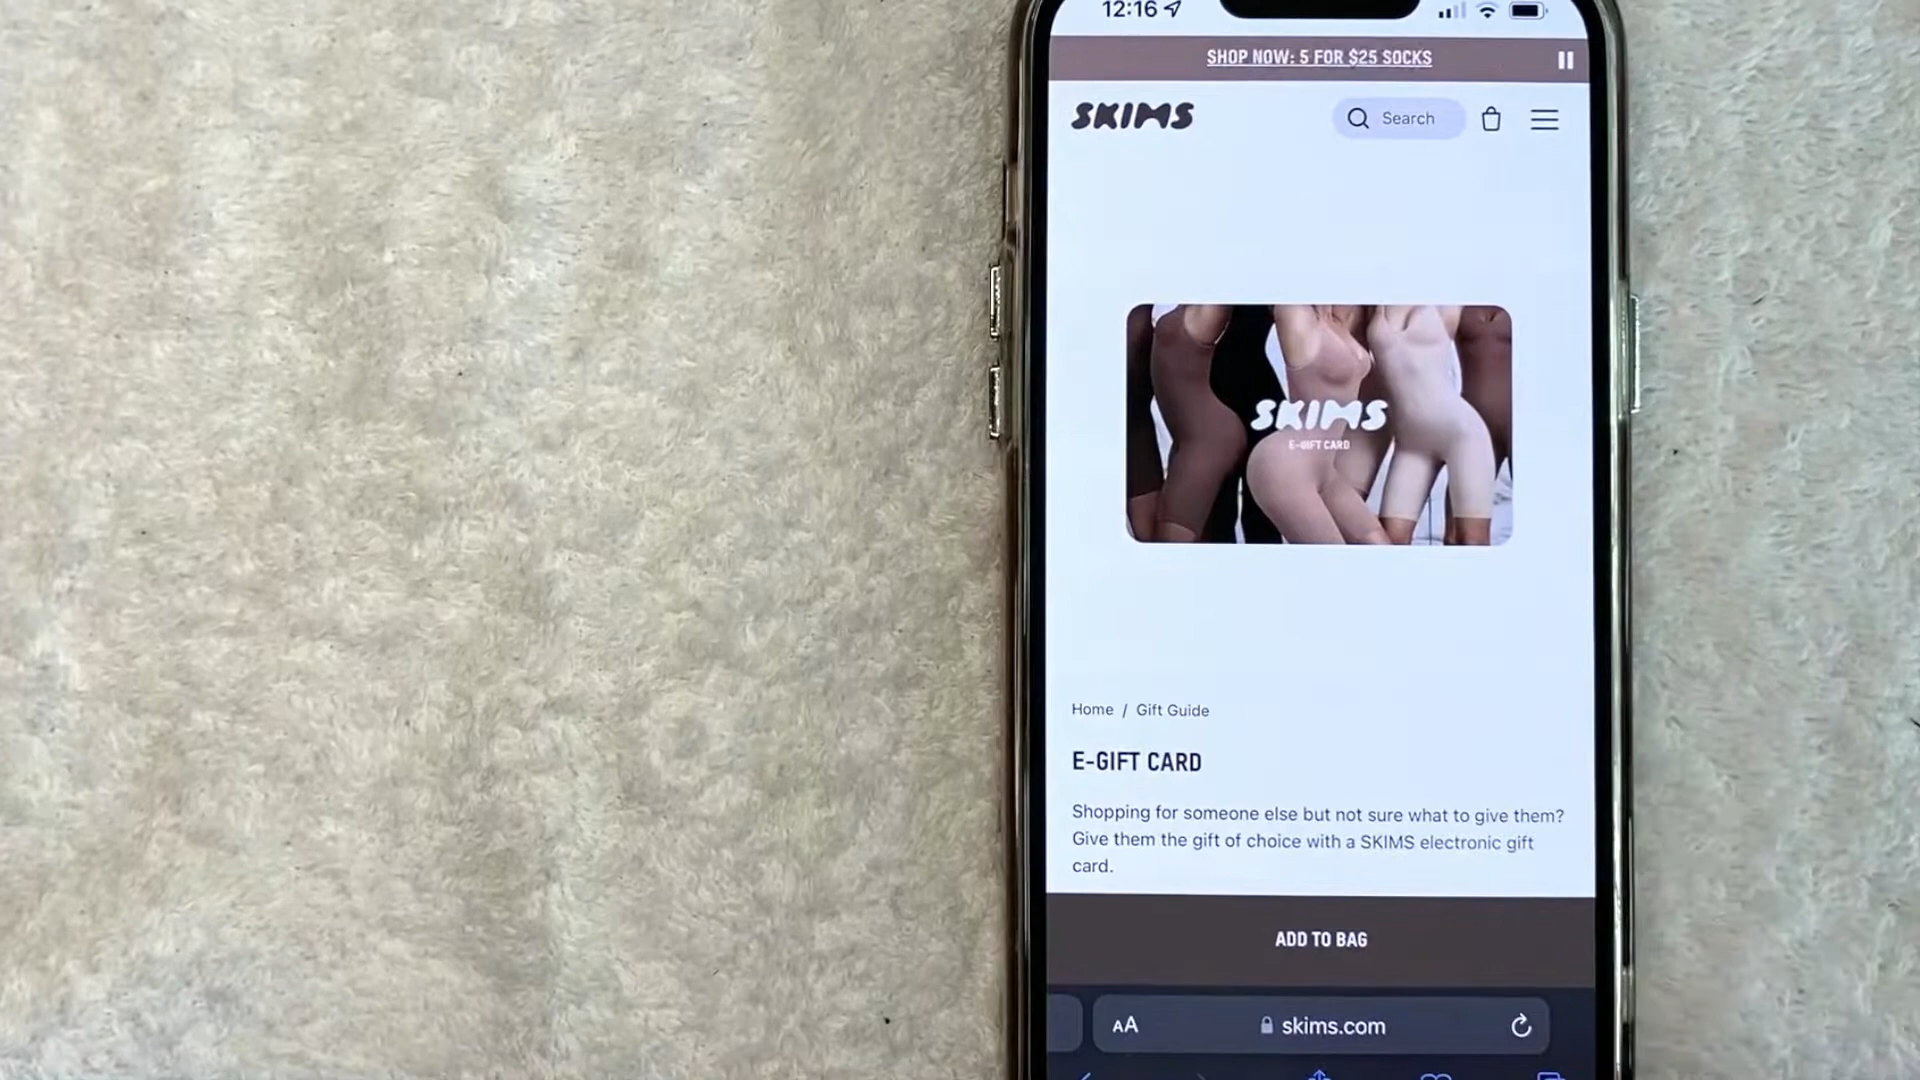 12:16
SHOP NOW: 5 FOR $25 SOCKS
SKIMS
Search
SKIMS
E-GIFT CARD
Home / Gift Guide
E-GIFT CARD
Shopping for someone else but not sure what to give them?
Give them the gift of choice with a SKIMS electronic gift
card.
ADD TO BAG
AA
skims.com